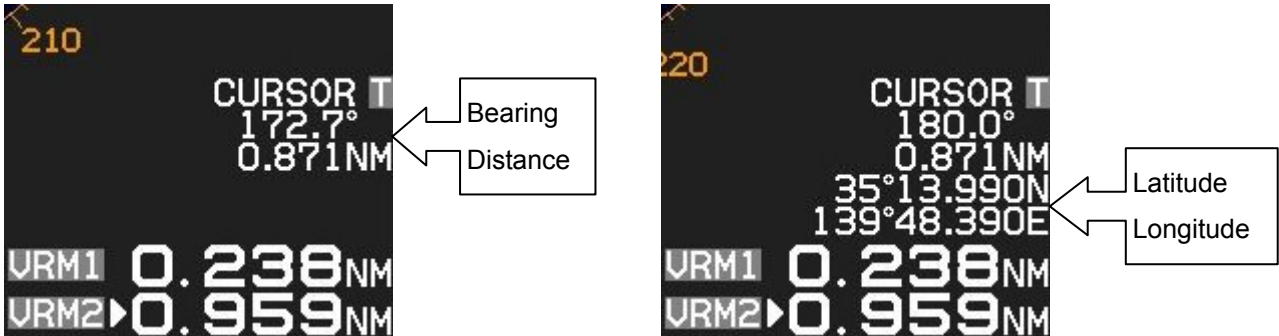 210
CURSOR T
172.7°
0.871NM
VRM1 0.238NM
VRM2▶0.959NM
Bearing
Distance
220
CURSOR T
180.0°
0.871NM
35°13.990N
139°48.390E
VRM1 0.238NM
VRM2▶0.959NM
Latitude
Longitude